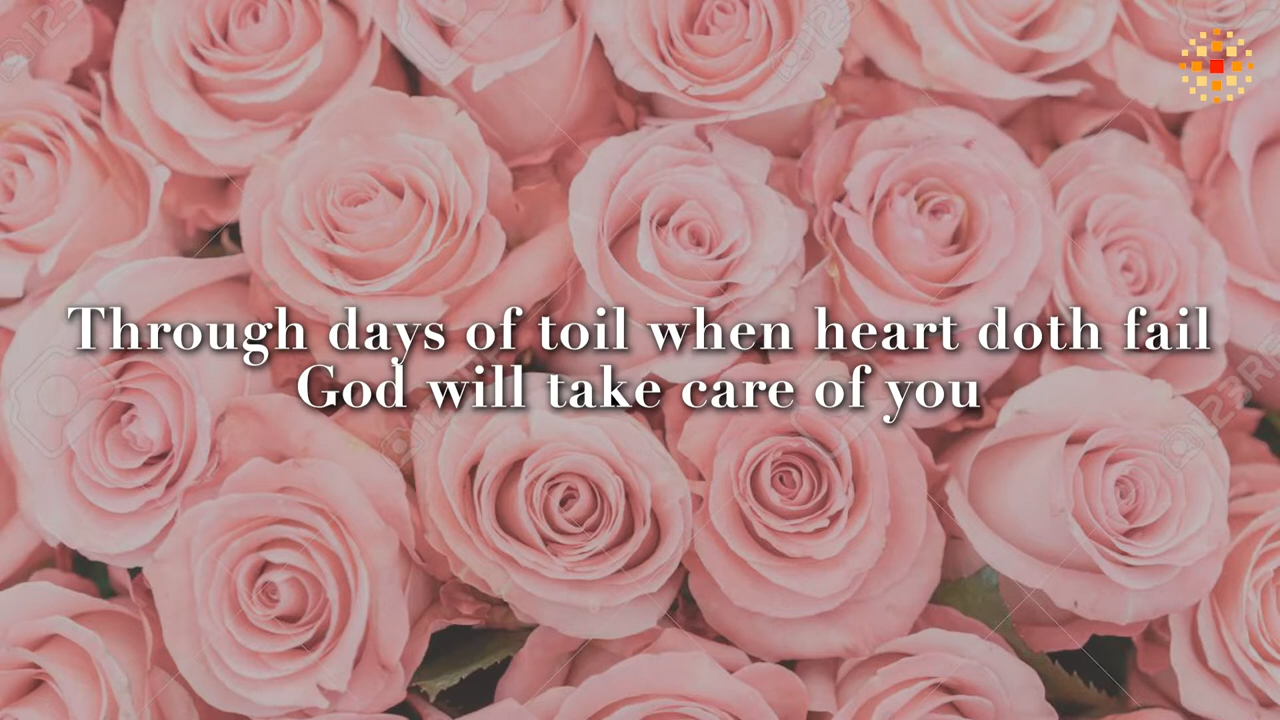 Through days of toil when heart doth fail
God will take care of you